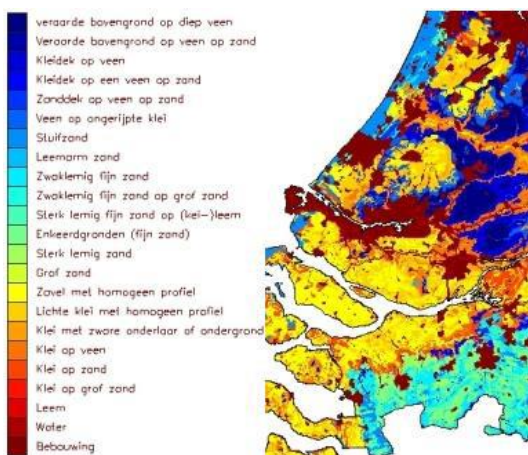 veraarde bovengrond op diep veen
Veraarde bovengrond op veen op zand
Kleidek op veen
Kleidek op een veen op zand
Zanddek op veen op zand
Veen op ongerijpte klei
Stuifzand
Leemarm zand
Zwaklemig fijn zand
Zwaklemig fijn zand op grof zand
Sterk lemig fijn zand op (kei-)leem
Enkeerdgronden (fijn zand)
Sterk lemig zand
Grof zand
Zavel met homogeen profiel
Lichte klei met homogeen profiel
Klei met zware onderlaar of ondergrond
Klei op veen
Klei op zand
Klei op grof zand
Leem
Water
Bebouwing